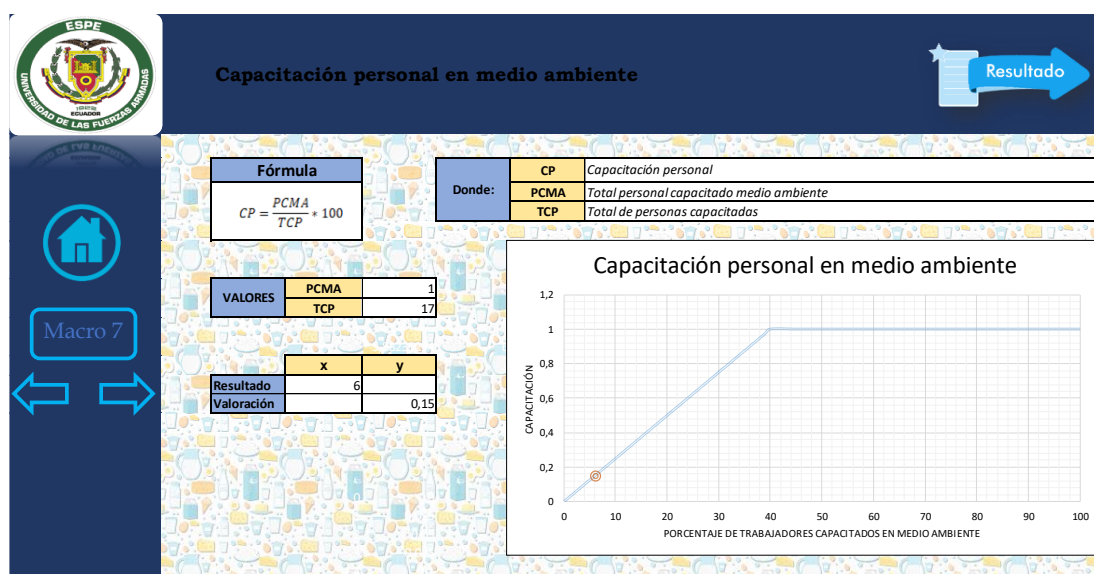 ESPE
UNIVERSIDAD DE LAS FUERZAS ARMADAS
1922
ECUADOR
Capacitación personal en medio ambiente
Resultado
Fórmula
CP = PCMA / TCP * 100
Donde:
CP Capacitación personal
PCMA Total personal capacitado medio ambiente
TCP Total de personas capacitadas
Macro 7
VALORES
PCMA 1
TCP 17
x y
Resultado 6
Valoración 0,15
0
Capacitación personal en medio ambiente
CAPACITACIÓN
1,2
1
0,8
0,6
0,4
0,2
0
0 10 20 30 40 50 60 70 80 90 100
PORCENTAJE DE TRABAJADORES CAPACITADOS EN MEDIO AMBIENTE